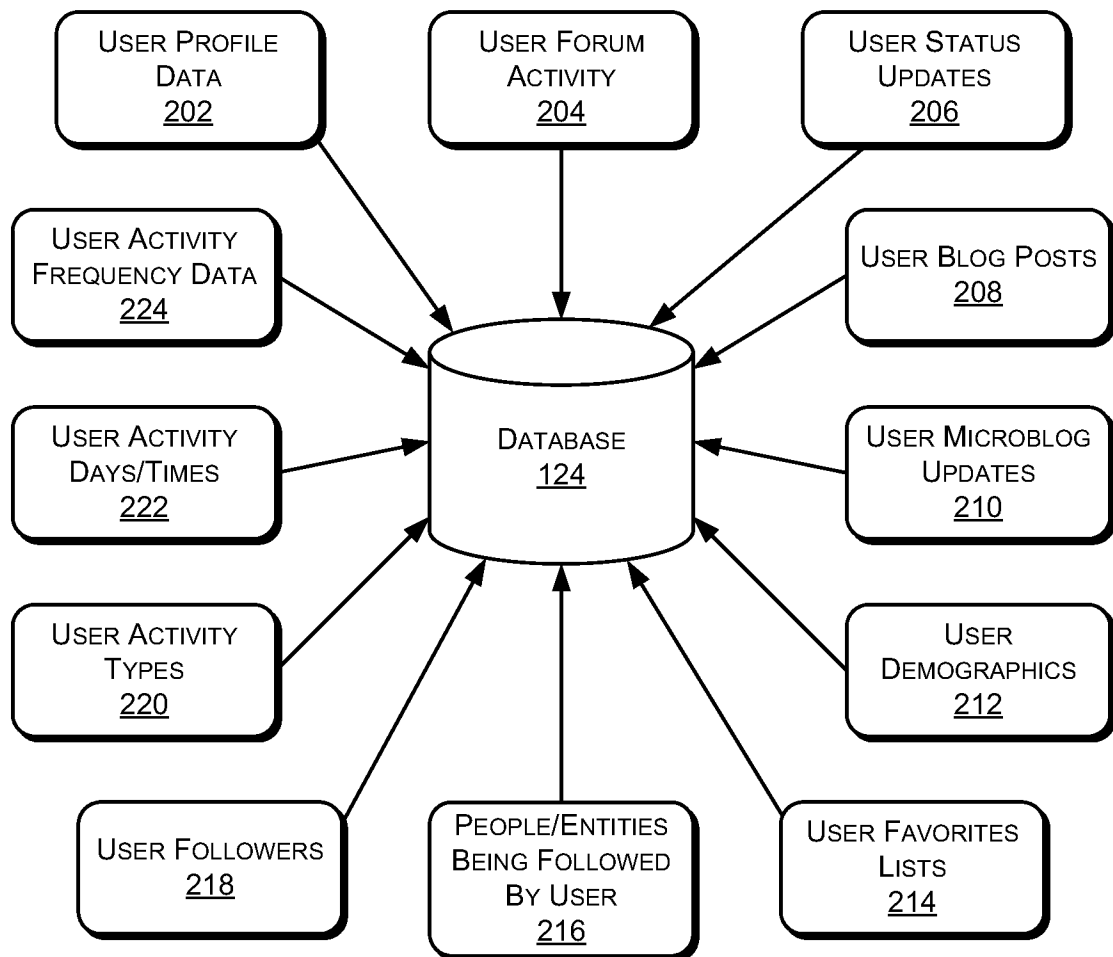 USER PROFILE
DATA
202
USER FORUM
ACTIVITY
204
USER STATUS
UPDATES
206
USER ACTIVITY
FREQUENCY DATA
224
USER BLOG POSTS
208
DATABASE
124
USER ACTIVITY
DAYS/TIMES
222
USER MICROBLOG
UPDATES
210
USER ACTIVITY
TYPES
220
USER
DEMOGRAPHICS
212
USER FOLLOWERS
218
PEOPLE/ENTITIES
BEING FOLLOWED
BY USER
216
USER FAVORITES
LISTS
214